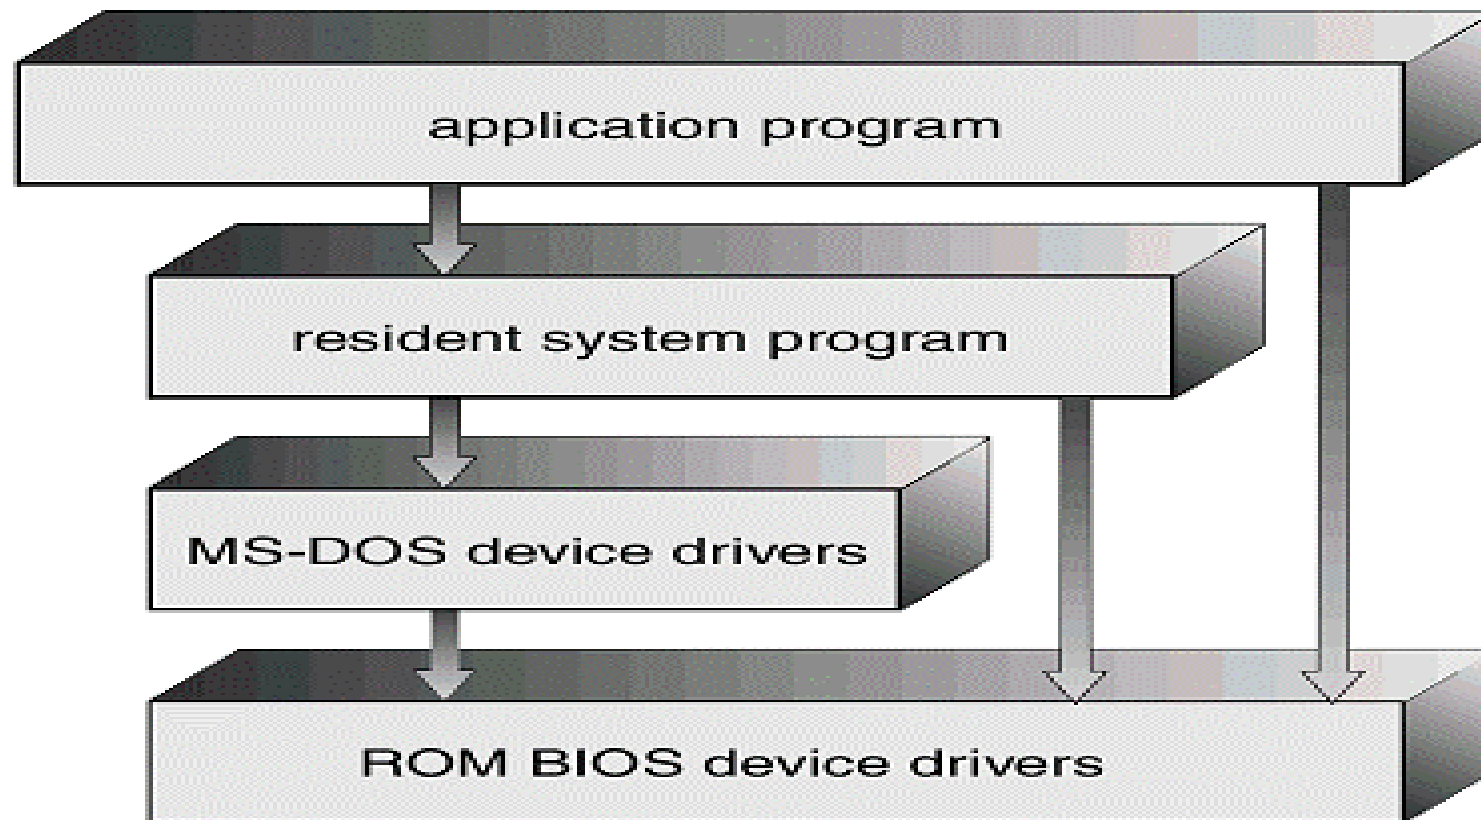 application program
resident system program
MS-DOS device drivers
ROM BIOS device drivers